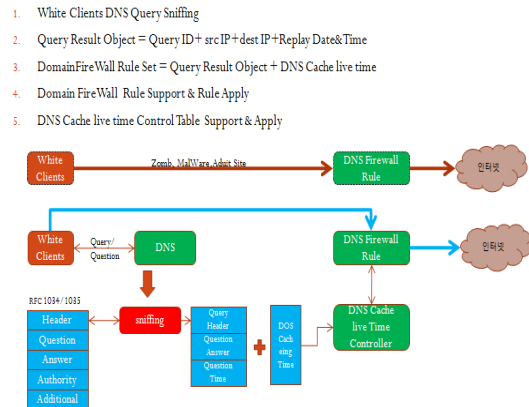 1. White Clients DNS Query Sniffing
2. Query Result Object = Query ID+ src IP+dest IP+Replay Date&Time
3. DomainFireWall Rule Set = Query Result Object + DNS Cache live time
4. Domain FireWall Rule Support & Rule Apply
5. DNS Cache live time Control Table Support & Apply
White
Clients
Zomb, MalWare,Aduit Site
DNS Firewall
Rule
인터넷
White
Clients
Query/
Question
DNS
DNS Firewall
Rule
인터넷
RFC 1034/1035
Header
Question
Answer
Authority
Additional
sniffing
Query
Header
Question
Answer
Question
Time
DOS
Cach
eing
Time
DNS Cache
live Time
Controller